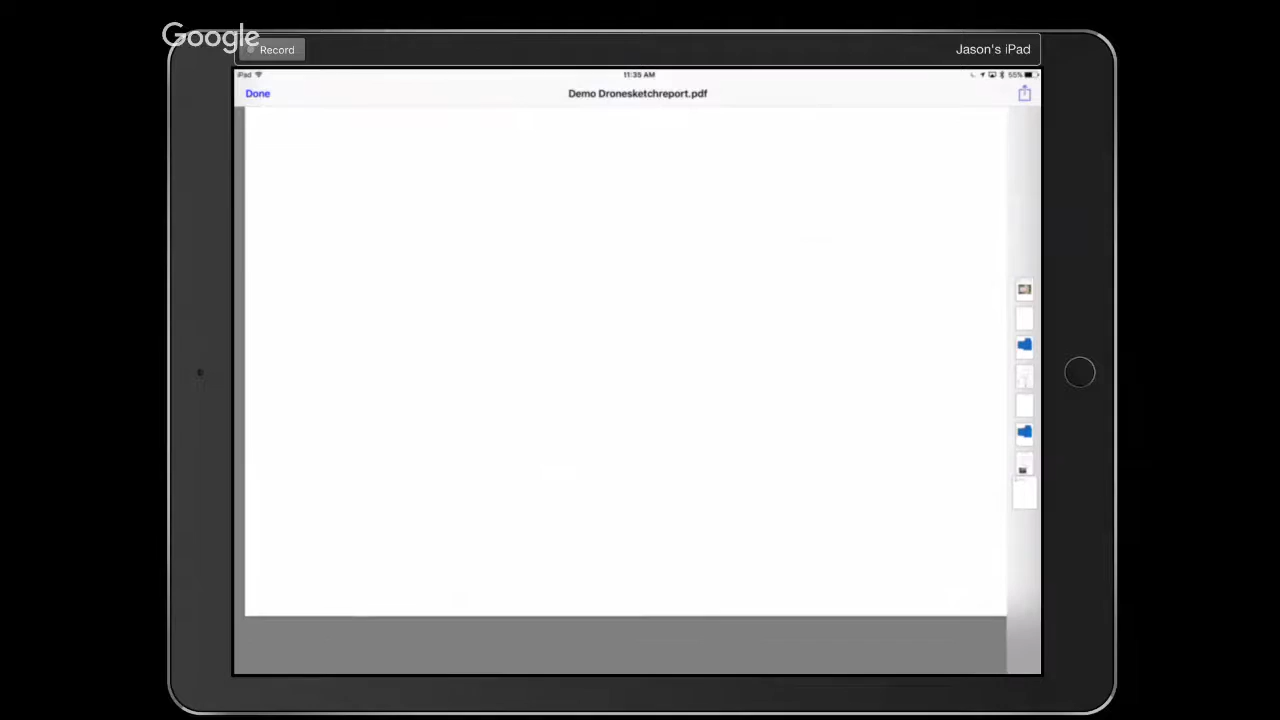 Google
Record
Jason's iPad
iPad
11:35 AM
55%
Done
Demo Dronesketchreport.pdf